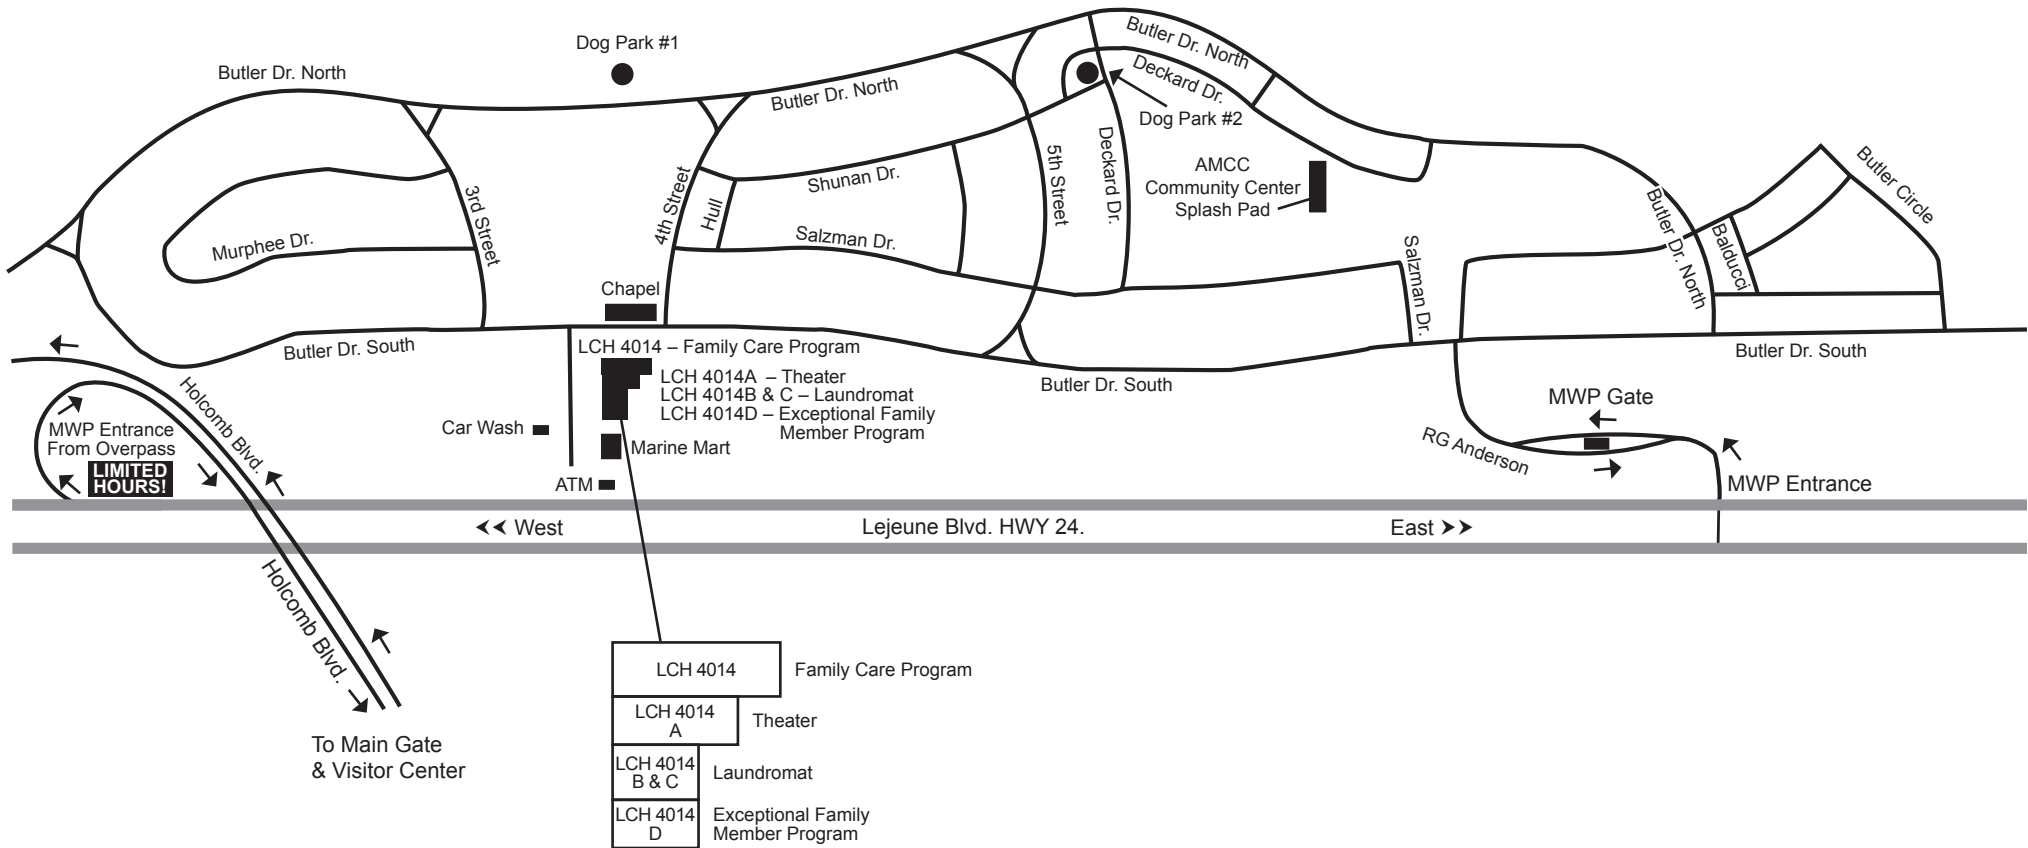 Dog Park #1
Butler Dr. North
Butler Dr. North
Butler Dr. North
Deckard Dr.
Dog Park #2
AMCC
Community Center
Splash Pad
Deckard Dr.
5th Street
Shunan Dr.
Hull
4th Street
Salzman Dr.
3rd Street
Murphee Dr.
Salzman Dr.
Butler Dr. North
Butler Dr. North
Balducci
Butler Circle
Chapel
Butler Dr. South
LCH 4014 – Family Care Program
LCH 4014A – Theater
LCH 4014B & C – Laundromat
LCH 4014D – Exceptional Family
Member Program
Butler Dr. South
Butler Dr. South
Car Wash
Marine Mart
ATM
MWP Gate
RG Anderson
MWP Entrance
Holcomb Blvd.
MWP Entrance
From Overpass
LIMITED
HOURS!
West
Lejeune Blvd. HWY 24.
East
Holcomb Blvd.
To Main Gate
& Visitor Center
LCH 4014
Family Care Program
LCH 4014
A
Theater
LCH 4014
B & C
Laundromat
LCH 4014
D
Exceptional Family
Member Program